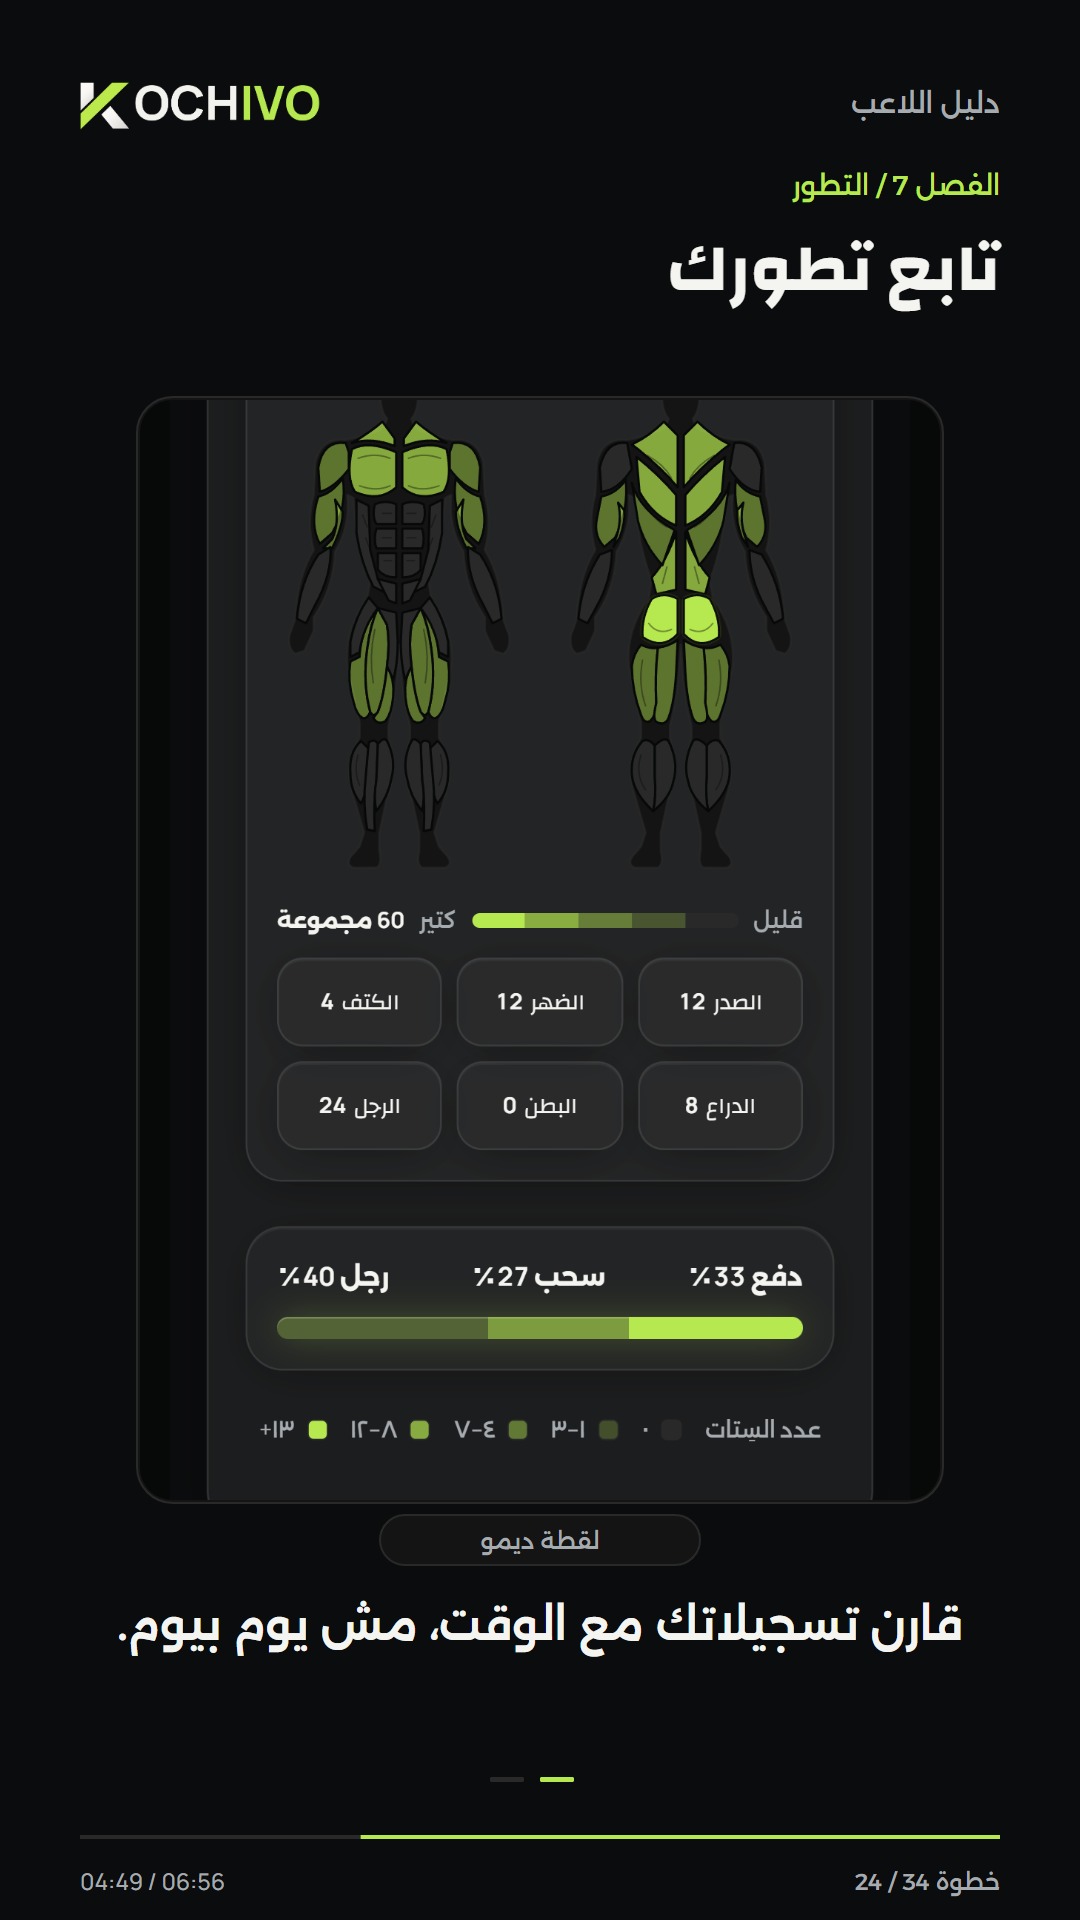 KOCHIVO
دليل اللاعب
الفصل 7 / التطور
تابع تطورك
قليل كتير 60 مجموعة
الصدر 12 الضهر 12 الكتف 4
الدراع 8 البطن 0 الرجل 24
دفع 33٪ سحب 27٪ رجل 40٪
عدد الستات ٠ ١-٣ ٤-٧ ٨-١٢ ١٣+
لقطة ديمو
قارن تسجيلاتك مع الوقت، مش يوم بيوم.
خطوة 24 / 34
04:49 / 06:56